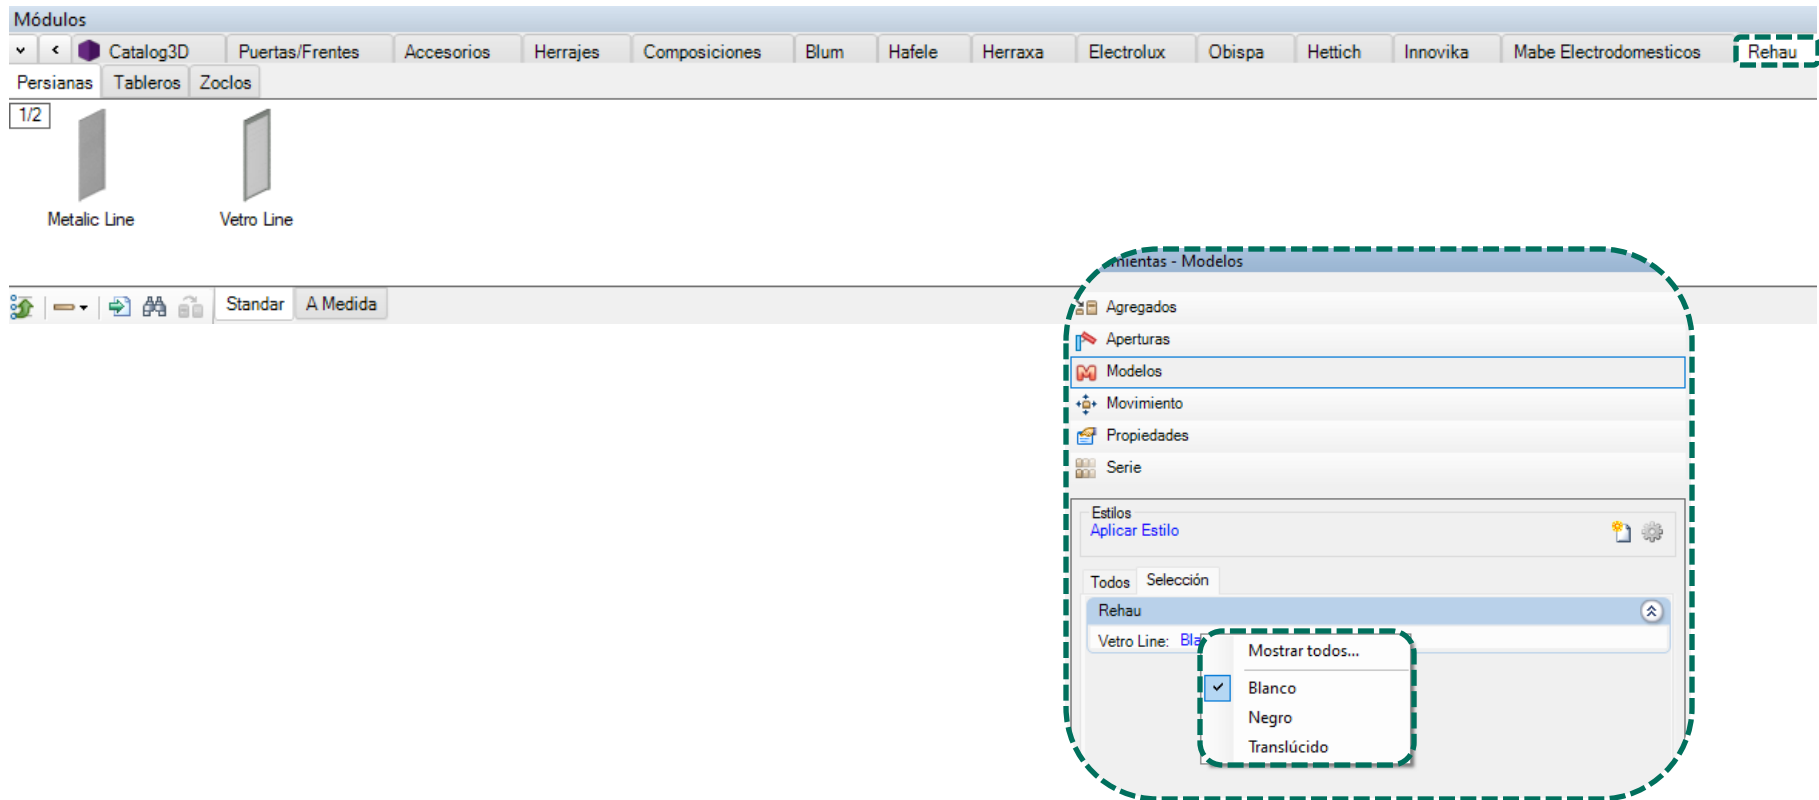 Módulos
Catalog3D Puertas/Frentes Accesorios Herrajes Composiciones Blum Hafele Herraxa Electrolux Obispa Hettich Innovika Mabe Electrodomesticos Rehau
Persianas Tableros Zoclos
1/2
Metalic Line Vetro Line
mientas - Modelos
Standar A Medida
Agregados
Aperturas
Modelos
Movimiento
Propiedades
Serie
Estilos
Aplicar Estilo
Todos Selección
Rehau
Vetro Line: Bla
Mostrar todos...
Blanco
Negro
Translúcido